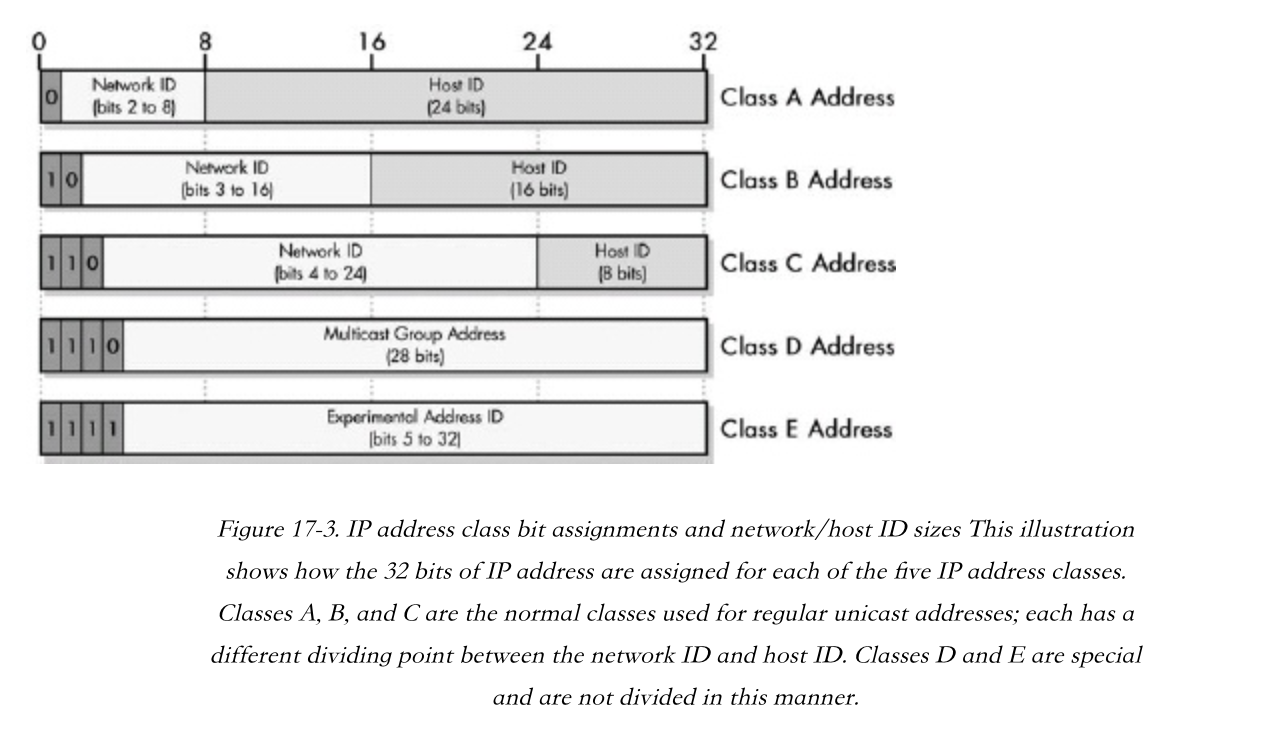 0 8 16 24 32
0 Network ID Host ID
(bits 2 to 8) (24 bits)
Class A Address
1 0 Network ID Host ID
(bits 3 to 16) (16 bits)
Class B Address
1 1 0 Network ID Host ID
(bits 4 to 24) (8 bits)
Class C Address
1 1 1 0 Multicast Group Address
(28 bits)
Class D Address
1 1 1 1 Experimental Address ID
(bits 5 to 32)
Class E Address
Figure 17-3. IP address class bit assignments and network/host ID sizes This illustration
shows how the 32 bits of IP address are assigned for each of the five IP address classes.
Classes A, B, and C are the normal classes used for regular unicast addresses; each has a
different dividing point between the network ID and host ID. Classes D and E are special
and are not divided in this manner.